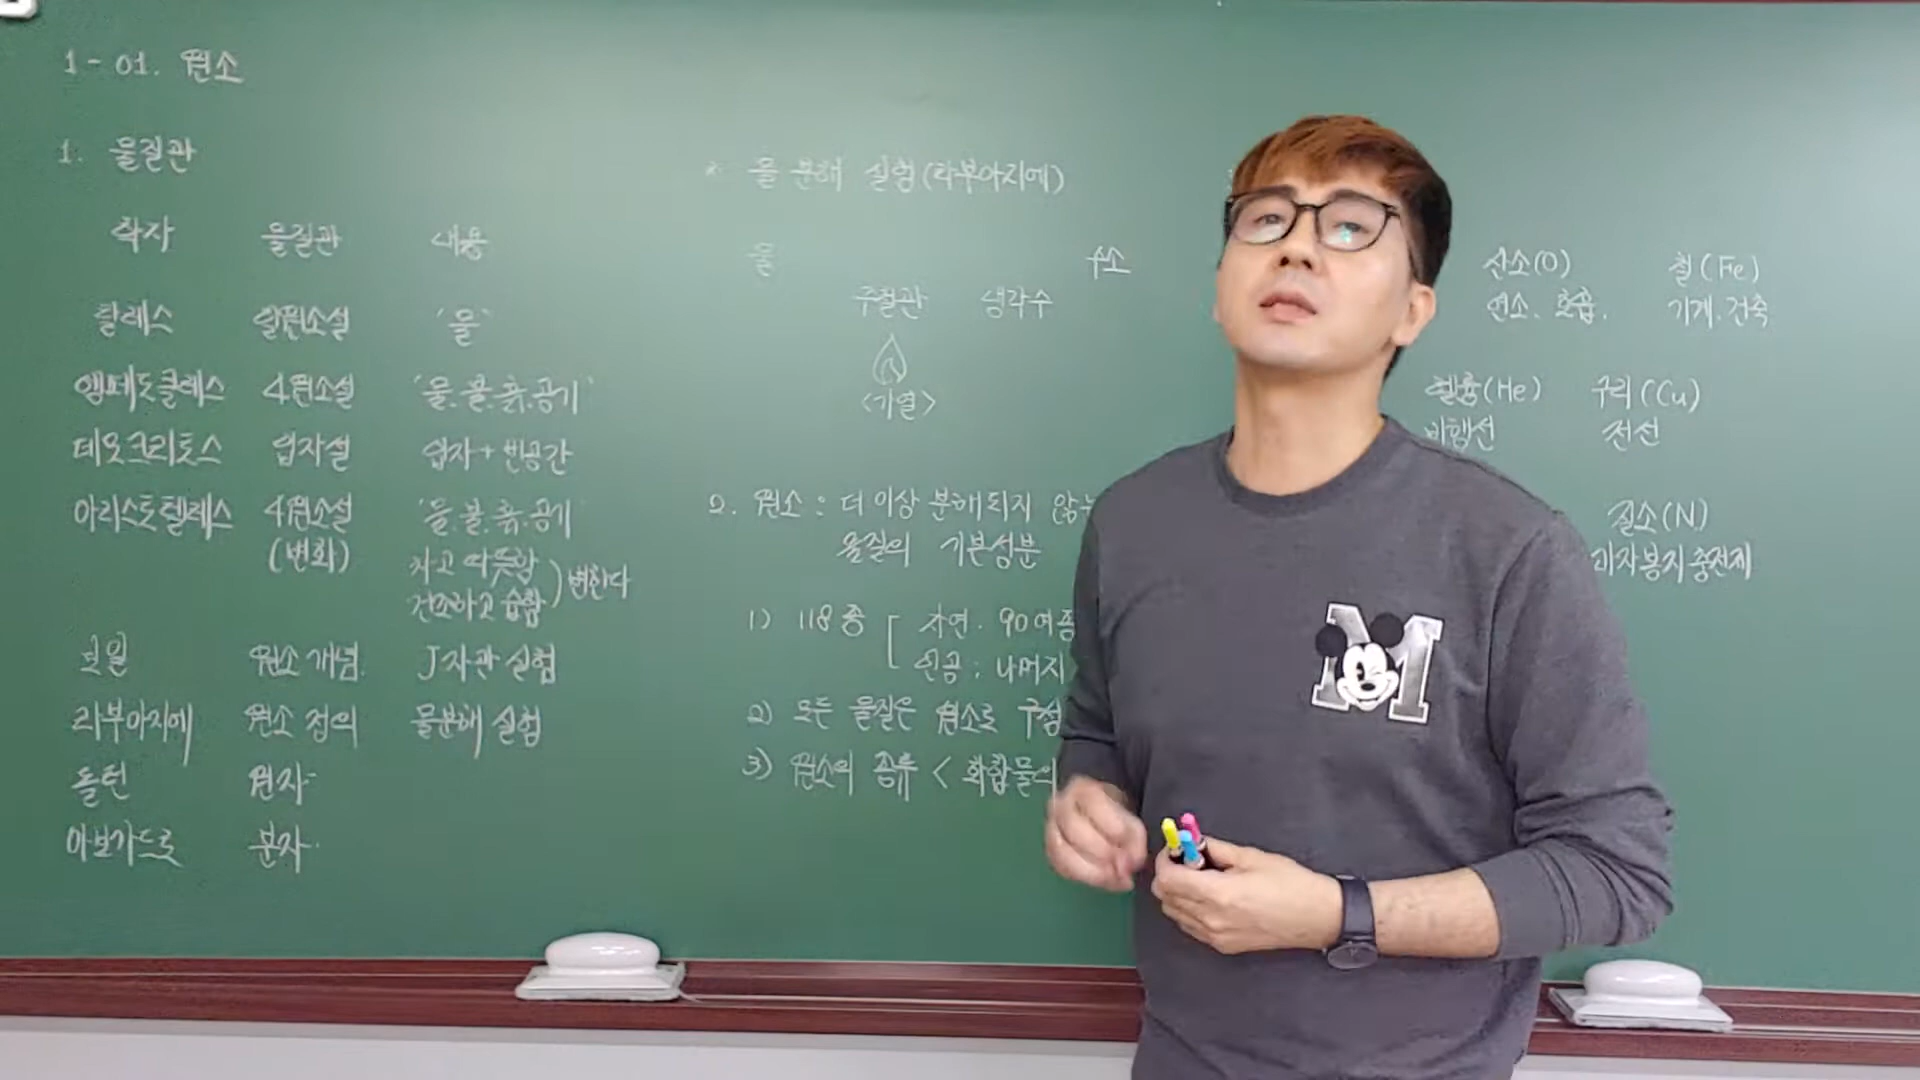 1-01. 원소
1. 물질관
학자 물질관 내용
탈레스 일원소설 '물'
엠페도클레스 4원소설 '물.불.흙.공기'
데모크리토스 입자설 입자+빈공간
아리스토텔레스 4원소설 '물.불.흙.공기'
(변화) 차고 따뜻함
건조하고 습함 ) 변한다
보일 원소 개념. J자관 실험
라부아지에 원소 정의 물분해 실험
돌턴 원자
아보가드로 분자
* 물 분해 실험(라부아지에)
물 수소
주철관 냉각수
<가열>
2. 원소 : 더 이상 분해되지 않는
물질의 기본성분
1) 118종 [ 자연. 90여종
인공 : 나머지
2) 모든 물질은 원소로 구성
3) 원소의 종류 < 화합물의
산소(O) 철(Fe)
연소. 호흡. 기계.건축
헬륨(He) 구리(Cu)
비행선 전선
질소(N)
과자봉지충전제
M